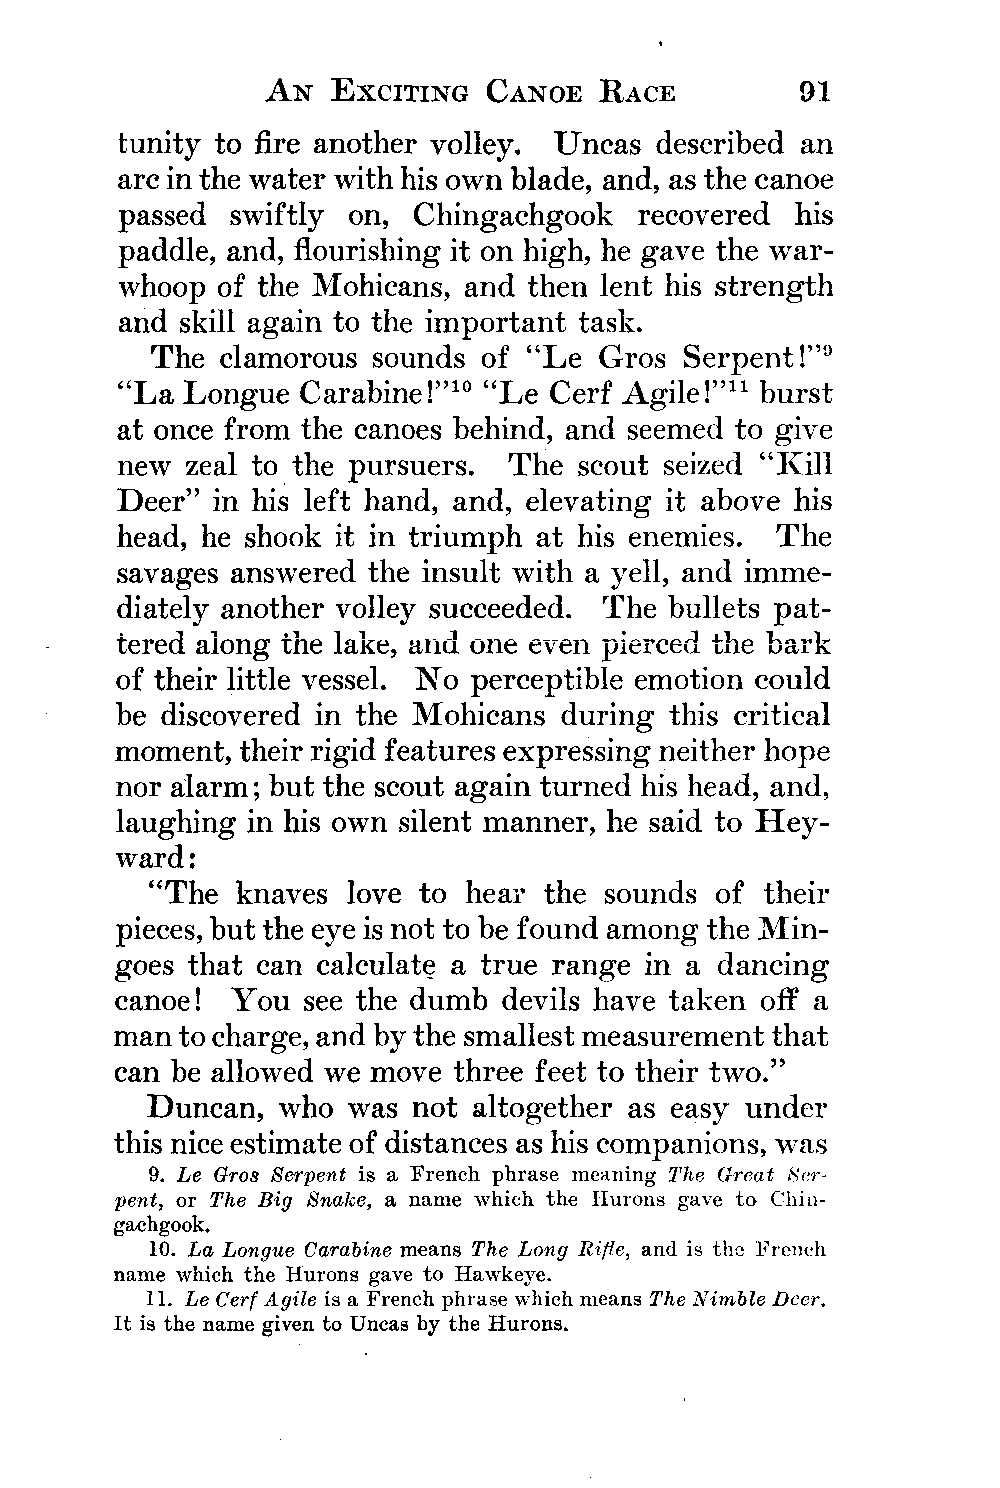 An Exciting Canoe Race 91
tunity to fire another volley. Uncas described an
arc in the water with his own blade, and, as the canoe
passed swiftly on, Chingachgook recovered his
paddle, and, flourishing it on high, he gave the war-
whoop of the Mohicans, and then lent his strength
and skill again to the important task.
The clamorous sounds of “Le Gros Serpent!”⁹
“La Longue Carabine!”¹⁰ “Le Cerf Agile!”¹¹ burst
at once from the canoes behind, and seemed to give
new zeal to the pursuers. The scout seized “Kill
Deer” in his left hand, and, elevating it above his
head, he shook it in triumph at his enemies. The
savages answered the insult with a yell, and imme-
diately another volley succeeded. The bullets pat-
tered along the lake, and one even pierced the bark
of their little vessel. No perceptible emotion could
be discovered in the Mohicans during this critical
moment, their rigid features expressing neither hope
nor alarm; but the scout again turned his head, and,
laughing in his own silent manner, he said to Hey-
ward:
“The knaves love to hear the sounds of their
pieces, but the eye is not to be found among the Min-
goes that can calculate a true range in a dancing
canoe! You see the dumb devils have taken off a
man to charge, and by the smallest measurement that
can be allowed we move three feet to their two.”
Duncan, who was not altogether as easy under
this nice estimate of distances as his companions, was
9. Le Gros Serpent is a French phrase meaning The Great Ser-
pent, or The Big Snake, a name which the Hurons gave to Chin-
gachgook.
10. La Longue Carabine means The Long Rifle, and is the French
name which the Hurons gave to Hawkeye.
11. Le Cerf Agile is a French phrase which means The Nimble Deer.
It is the name given to Uncas by the Hurons.